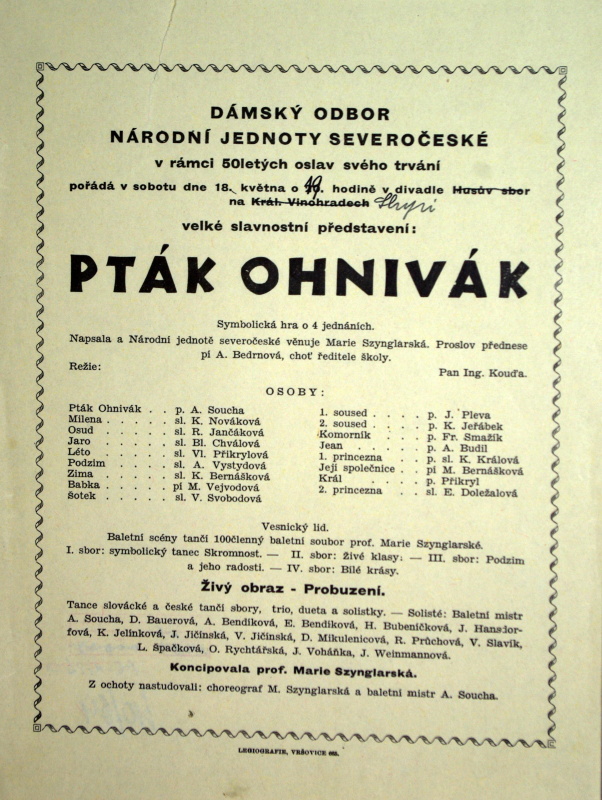 DÁMSKÝ ODBOR
NÁRODNÍ JEDNOTY SEVEROČESKÉ
v rámci 50letých oslav svého trvání
pořádá v sobotu dne 18. května o 19. hodině v divadle Husův sbor
na Král. Vinohradech
velké slavnostní představení:
PTÁK OHNIVÁK
Symbolická hra o 4 jednáních.
Napsala a Národní jednotě severočeské věnuje Marie Szynglarská. Proslov přednese
pí A. Bedrnová, choť ředitele školy.
Režie:
Pan Ing. Kouďa.
OSOBY:
Pták Ohnivák . . p. A. Soucha
Milena . . . . . sl. K. Nováková
Osud . . . . . sl. R. Jančáková
Jaro . . . . . sl. Bl. Chválová
Léto . . . . . sl. Vl. Přikrylová
Podzim . . . . sl. A. Vystydová
Zima . . . . . sl. K. Bernášková
Babka . . . . . pí M. Vejvodová
Šotek . . . . . sl. V. Svobodová
1. soused . . . . p. J. Pleva
2. soused . . . . p. K. Jeřábek
Komorník . . . . p. Fr. Smažík
Jean . . . . . p. A. Budil
1. princezna . . . p. sl. K. Králová
Její společnice . . pí M. Bernášková
Král . . . . p. Přikryl
2. princezna . . . sl. E. Doležalová
Vesnický lid.
Baletní scény tančí 100členný baletní soubor prof. Marie Szynglarské.
I. sbor: symbolický tanec Skromnost. — II. sbor: Živé klasy. — III. sbor: Podzim
a jeho radosti. — IV. sbor: Bílé krásy.
Živý obraz - Probuzení.
Tance slovácké a české tančí sbory, trio, dueta a solistky. — Solisté: Baletní mistr
A. Soucha, D. Bauerová, A. Bendíková, E. Bendíková, H. Bubeníčková, J. Hansdor-
fová, K. Jelínková, J. Jičínská, V. Jičínská, D. Mikulenicová, R. Průchová, V. Slavík,
L. Špačková, O. Rychtářská, J. Voháňka, J. Weinmannová.
Koncipovala prof. Marie Szynglarská.
Z ochoty nastudovali: choreograf M. Szynglarská a baletní mistr A. Soucha.
LEGIOGRAFIE, VRŠOVICE 665.